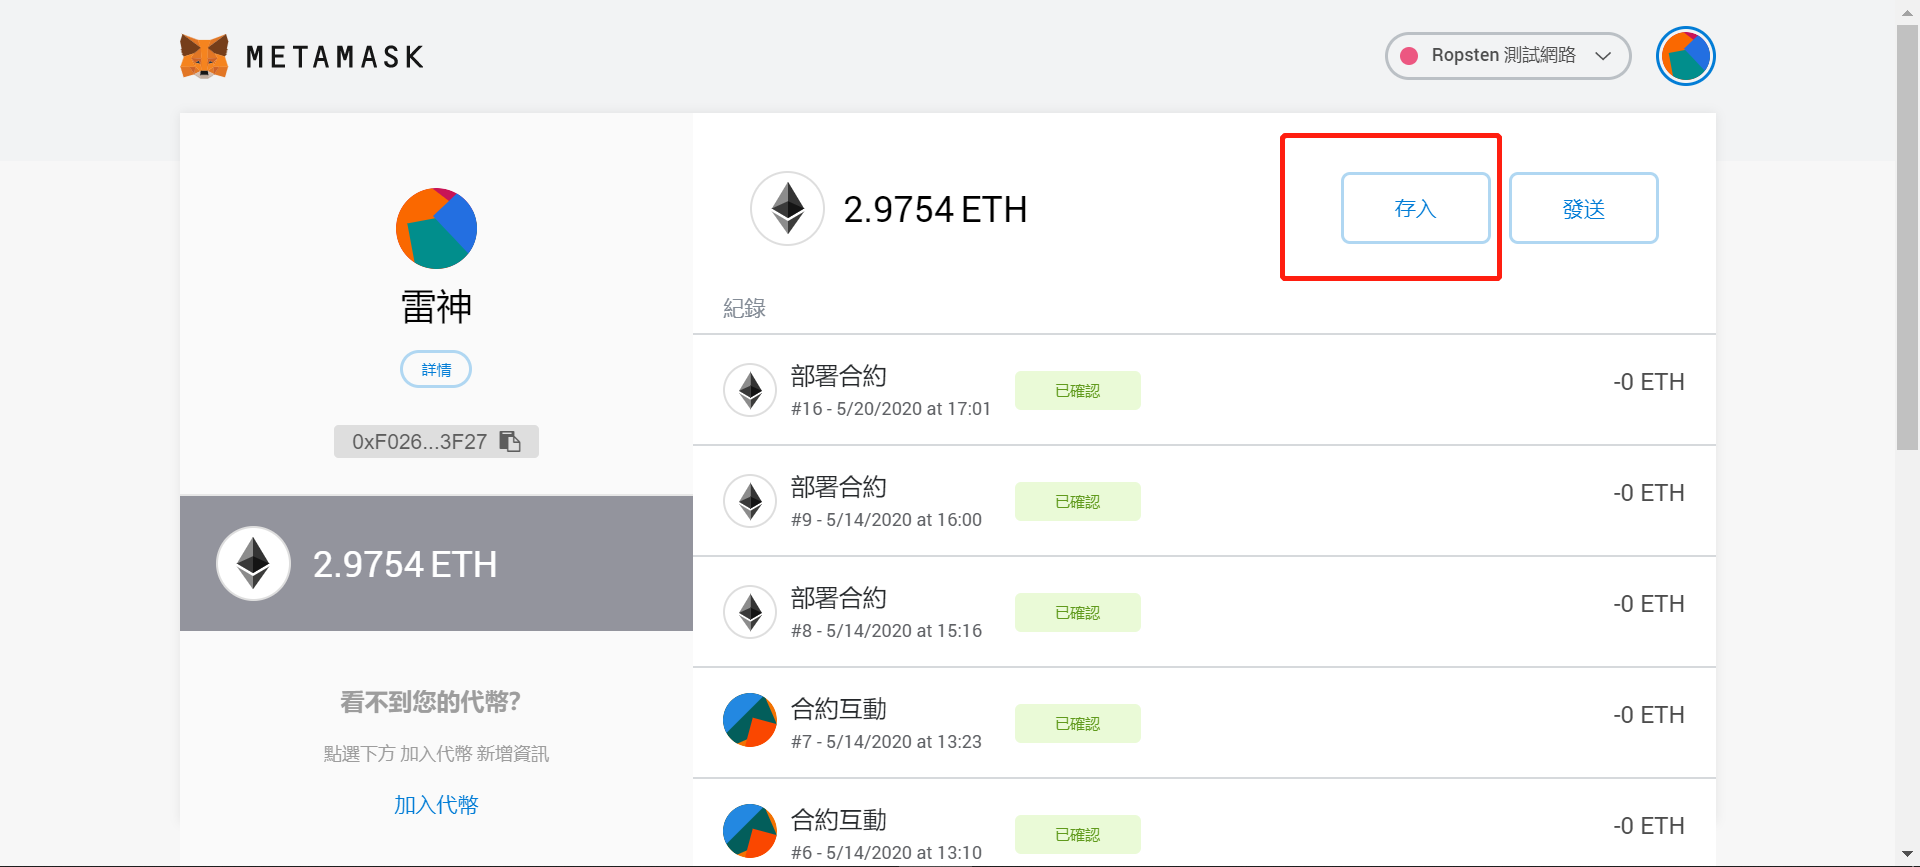 METAMASK
Ropsten 測試網路
雷神
詳情
0xF026...3F27
2.9754 ETH
看不到您的代幣?
點選下方 加入代幣 新增資訊
加入代幣
2.9754 ETH
存入
發送
紀錄
部署合約
#16 - 5/20/2020 at 17:01
已確認
-0 ETH
部署合約
#9 - 5/14/2020 at 16:00
已確認
-0 ETH
部署合約
#8 - 5/14/2020 at 15:16
已確認
-0 ETH
合約互動
#7 - 5/14/2020 at 13:23
已確認
-0 ETH
合約互動
#6 - 5/14/2020 at 13:10
已確認
-0 ETH